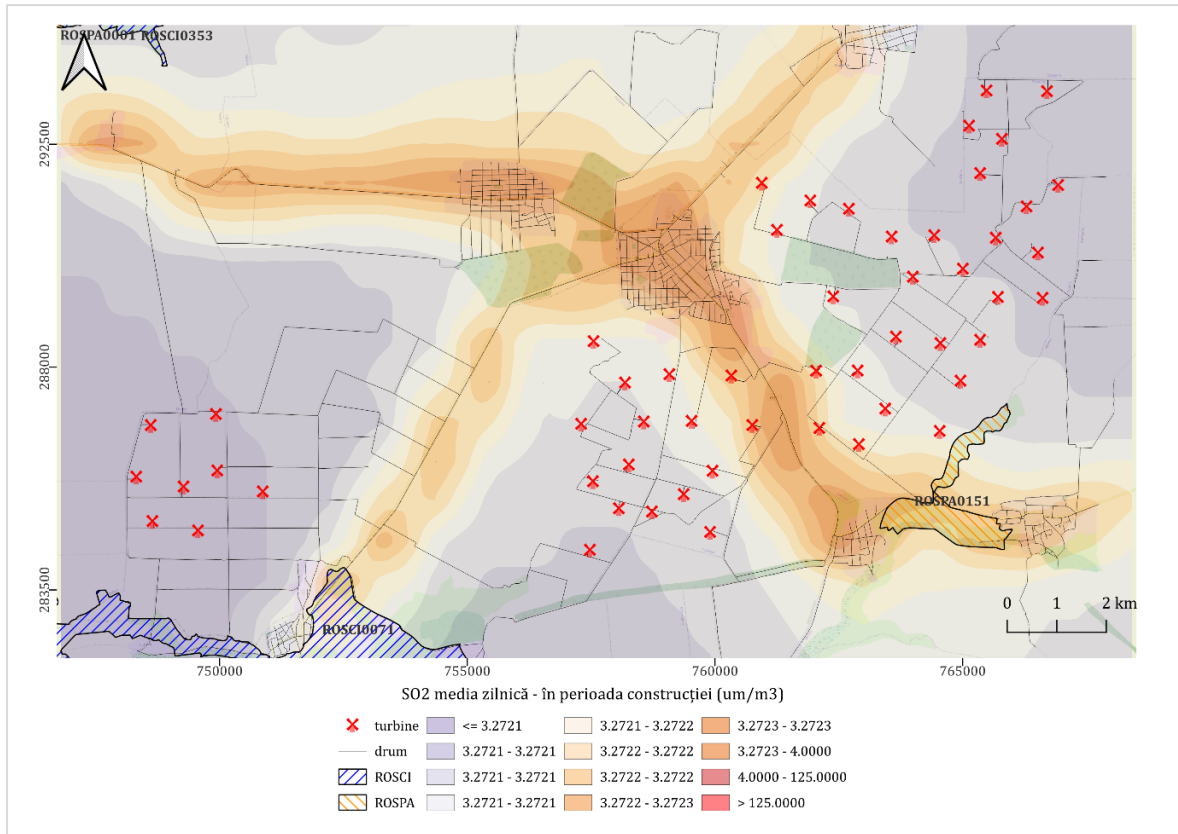 ROSPA0001 ROSCI0353
292500
288000
283500
ROSPA0151
ROSCI0071
0 1 2 km
750000 755000 760000 765000
SO2 media zilnică - în perioada construcției (um/m3)
turbine <= 3.2721 3.2721 - 3.2722 3.2723 - 3.2723
drum 3.2721 - 3.2721 3.2722 - 3.2722 3.2723 - 4.0000
ROSCI 3.2721 - 3.2721 3.2722 - 3.2722 4.0000 - 125.0000
ROSPA 3.2721 - 3.2721 3.2722 - 3.2723 > 125.0000